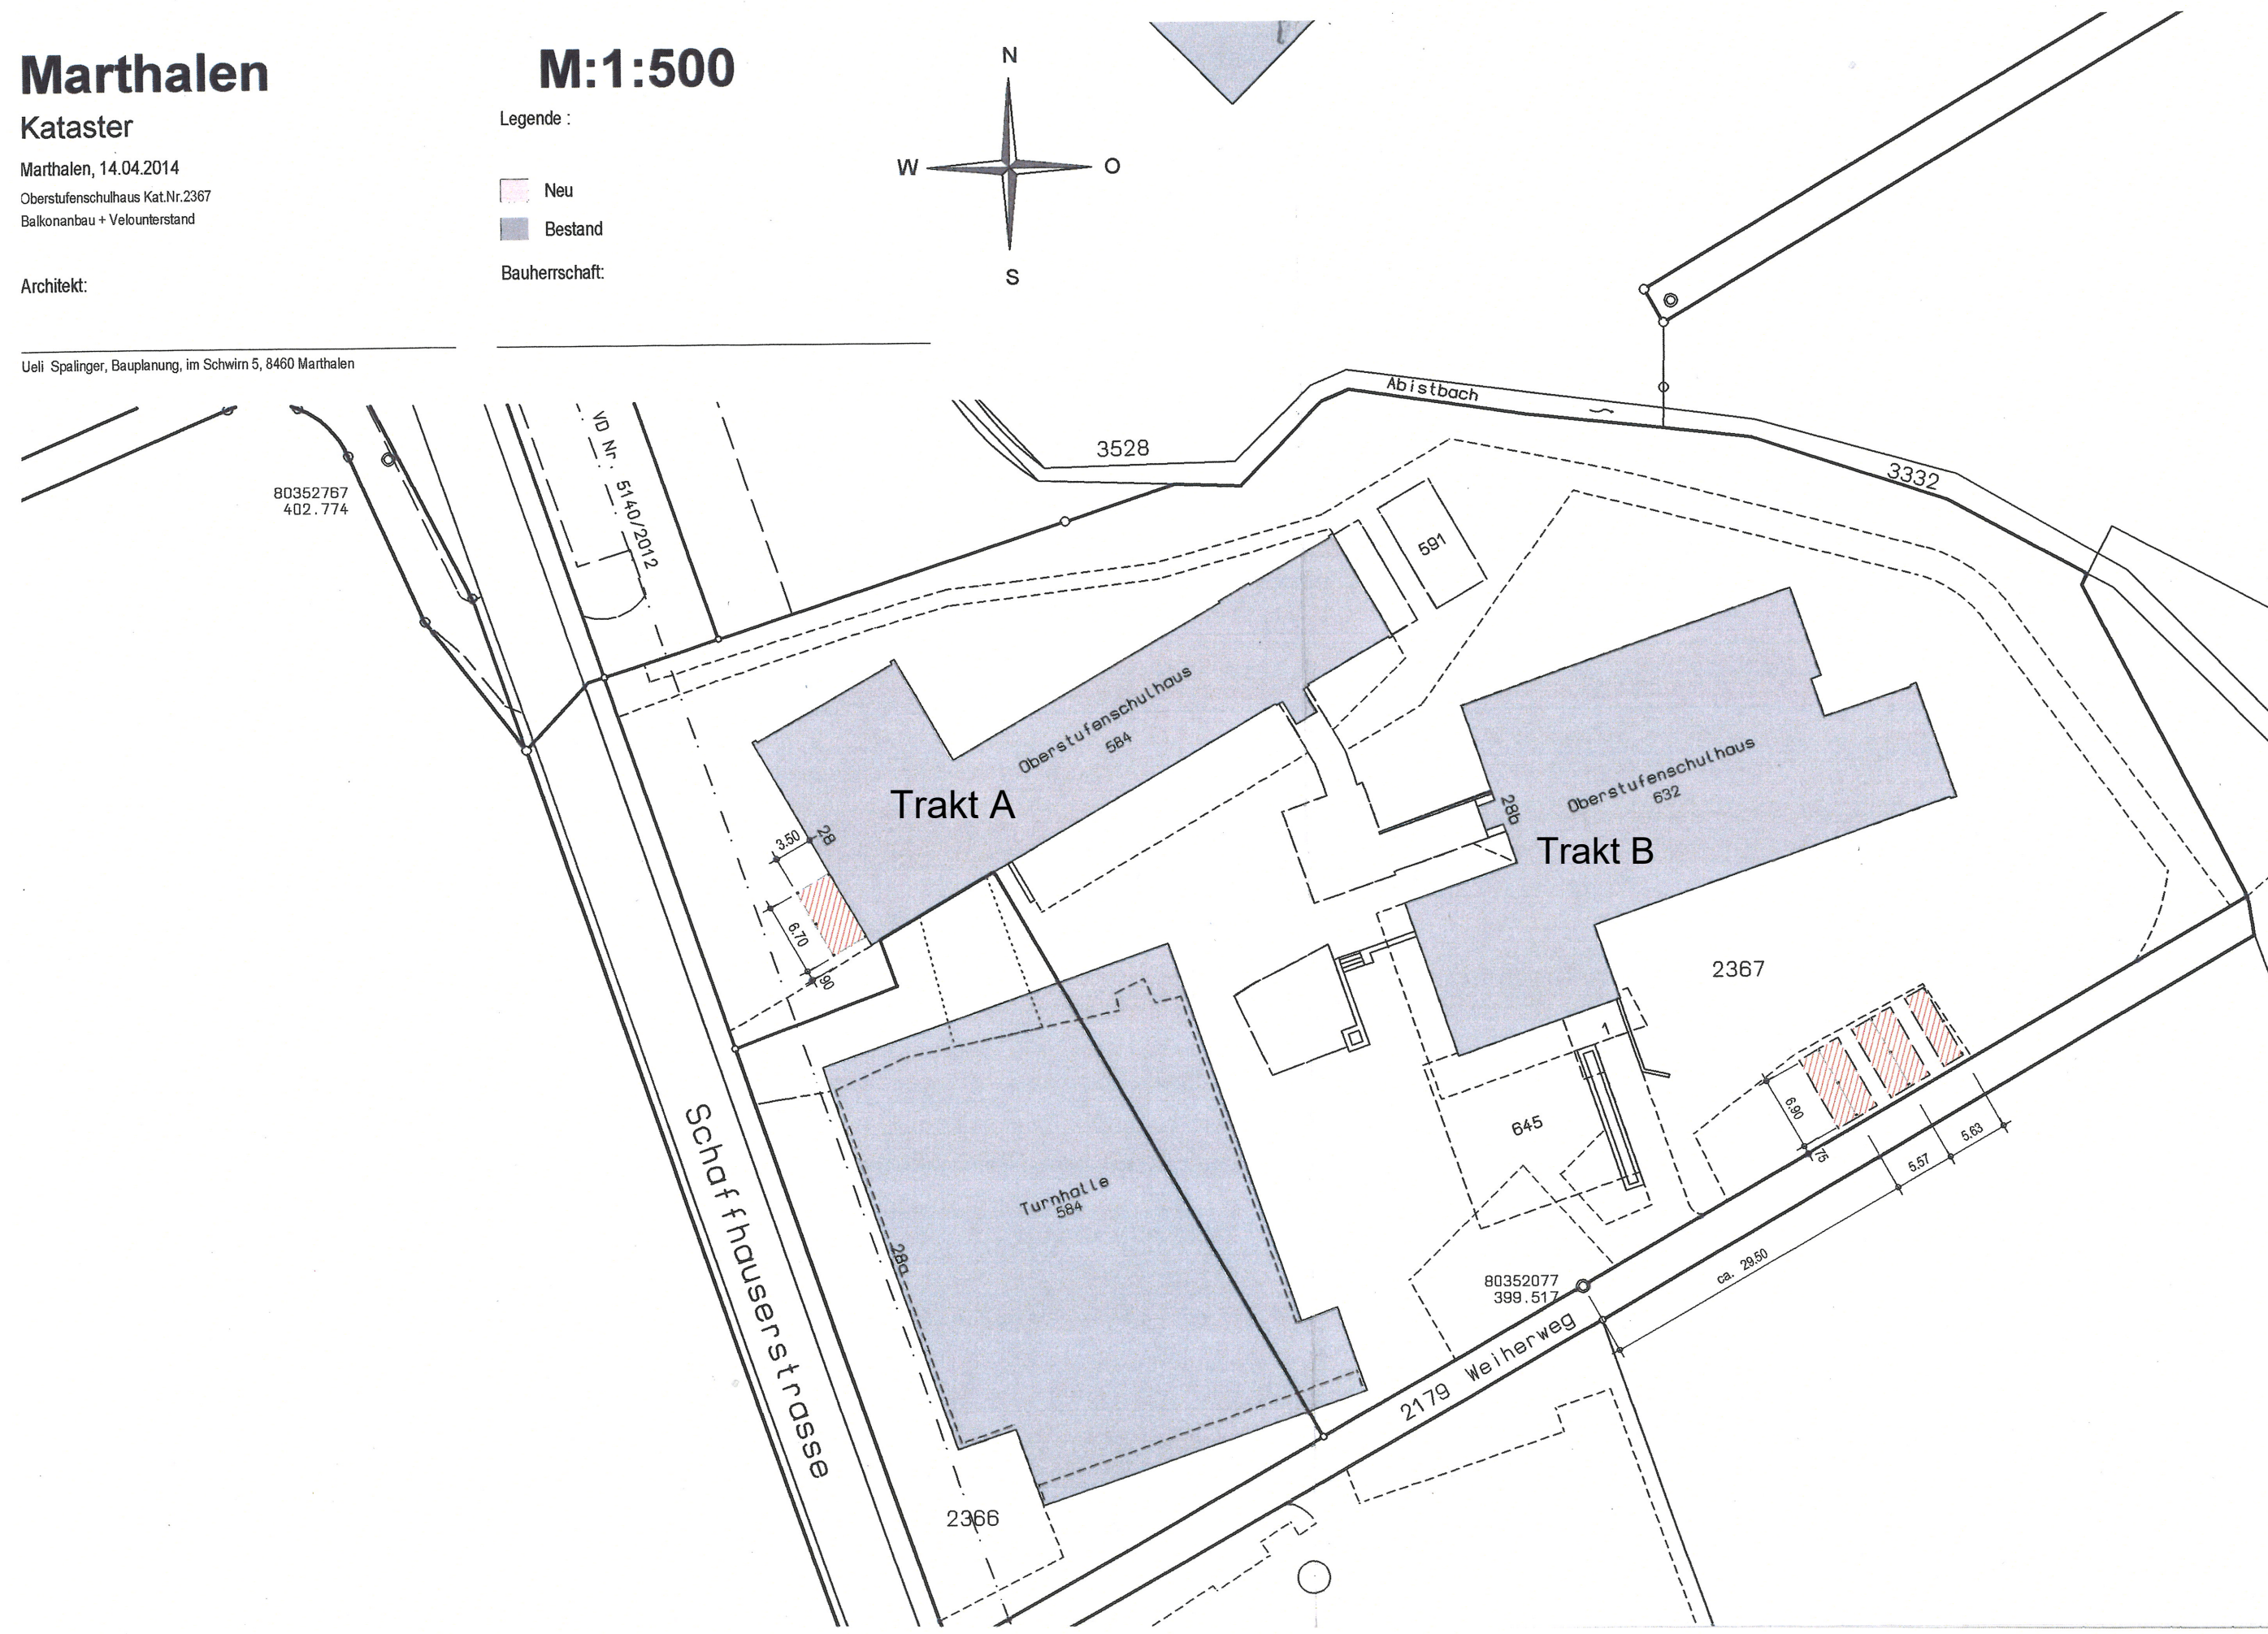 Marthalen
Kataster
Marthalen, 14.04.2014
Oberstufenschulhaus Kat.Nr.2367
Balkonanbau + Velounterstand
Architekt:
Ueli Spalinger, Bauplanung, im Schwirn 5, 8460 Marthalen
M:1:500
Legende :
Neu
Bestand
Bauherrschaft:
N
W
O
S
Abistbach
3528
3332
VD Nr. 5140/2012
80352767
402.774
591
Oberstufenschulhaus
584
Trakt A
28
3.50
6.70
90
Oberstufenschulhaus
632
28b
Trakt B
2367
1
645
6.90
75
5.63
5.57
ca. 29.50
Turnhalle
584
28a
Schaffhauserstrasse
80352077
399.517
2179 Weiherweg
2366